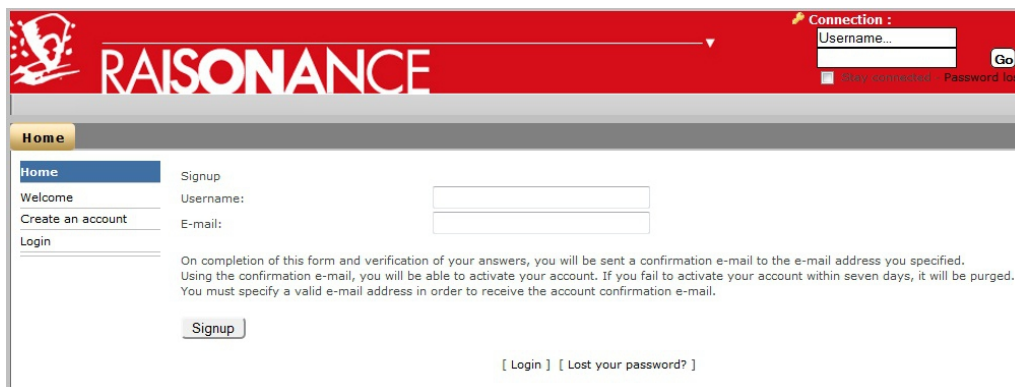 Connection :
Username...
RAISONANCE
Go
Stay connected Password los
Home
Home
Welcome
Create an account
Login
Signup
Username:
E-mail:
On completion of this form and verification of your answers, you will be sent a confirmation e-mail to the e-mail address you specified.
Using the confirmation e-mail, you will be able to activate your account. If you fail to activate your account within seven days, it will be purged.
You must specify a valid e-mail address in order to receive the account confirmation e-mail.
Signup
[ Login ] [ Lost your password? ]